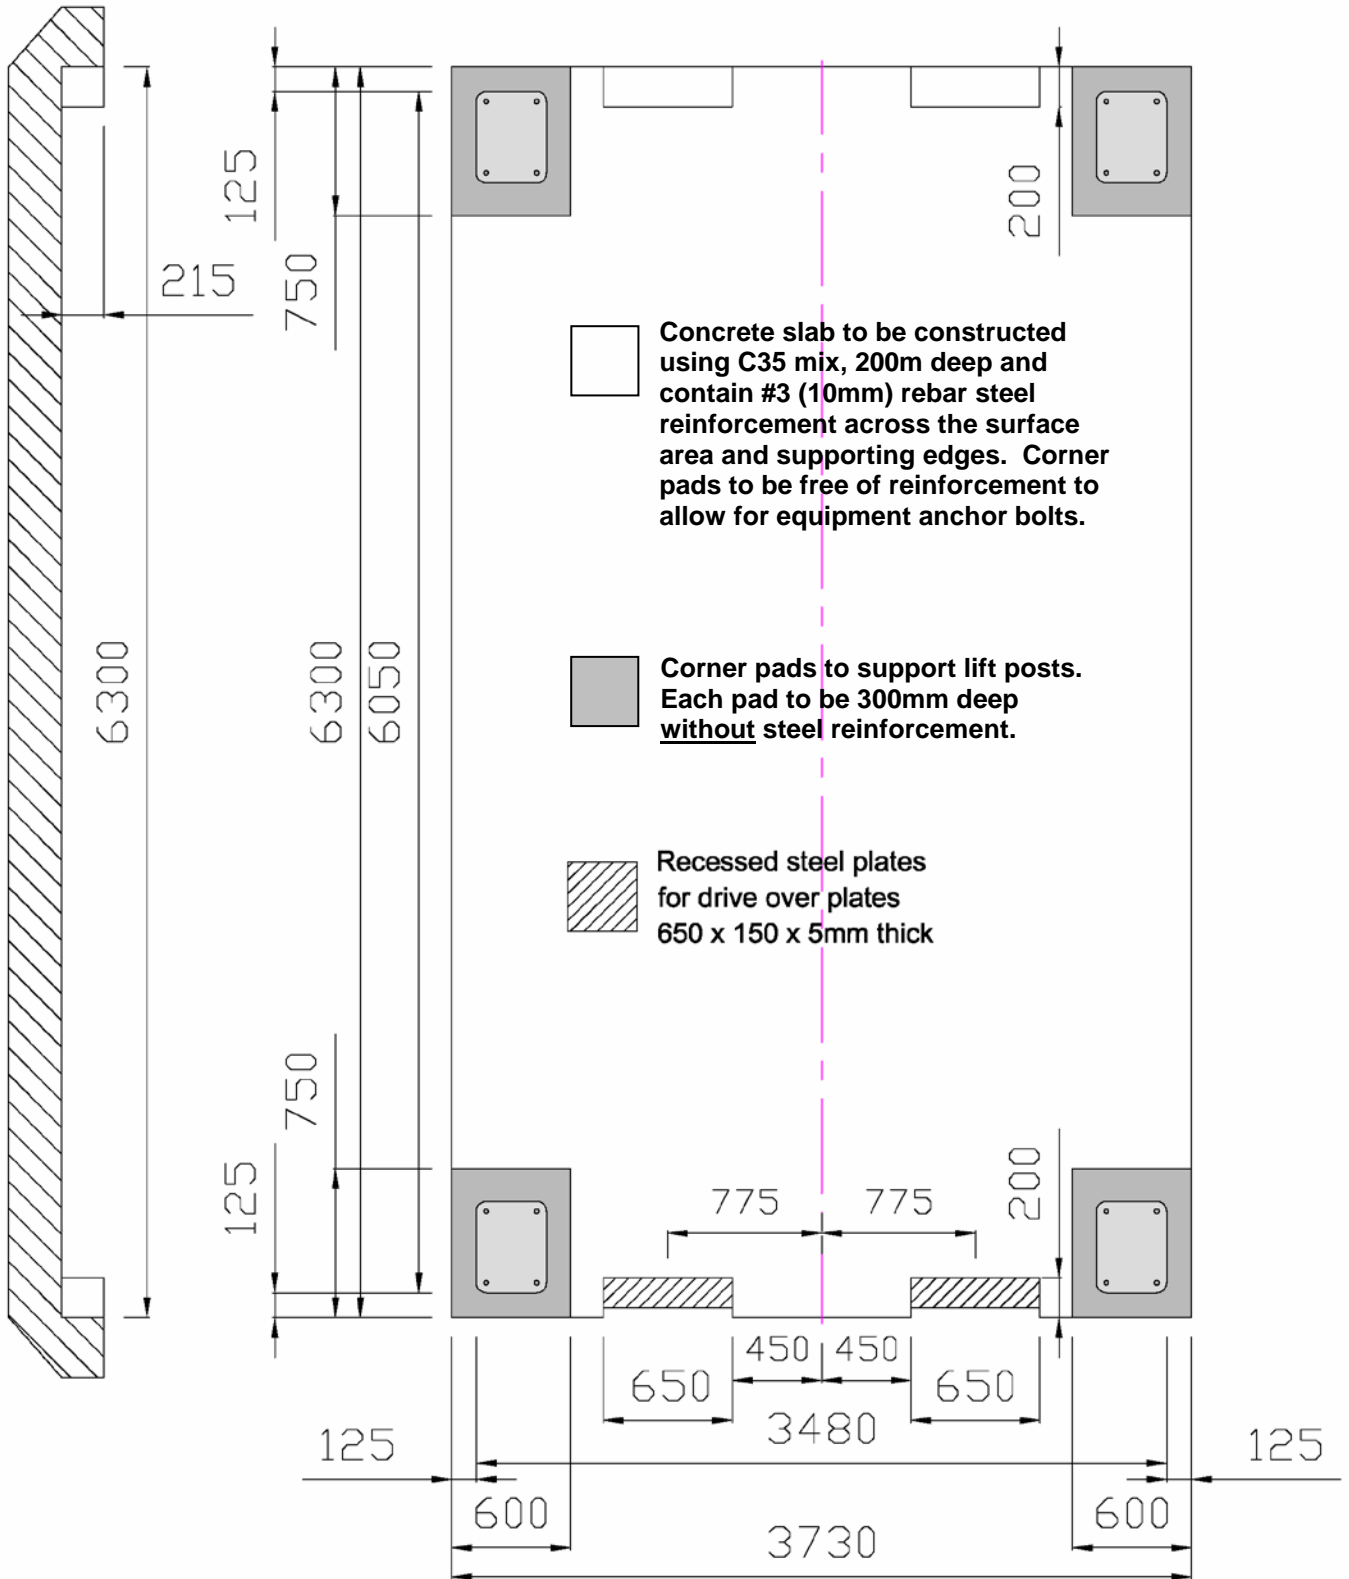 125
750
215
200
Concrete slab to be constructed
using C35 mix, 200m deep and
contain #3 (10mm) rebar steel
reinforcement across the surface
area and supporting edges. Corner
pads to be free of reinforcement to
allow for equipment anchor bolts.
6300
6300
6050
Corner pads to support lift posts.
Each pad to be 300mm deep
without steel reinforcement.
Recessed steel plates
for drive over plates
650 x 150 x 5mm thick
750
125
775
775
200
450
450
650
650
3480
125
125
600
600
3730